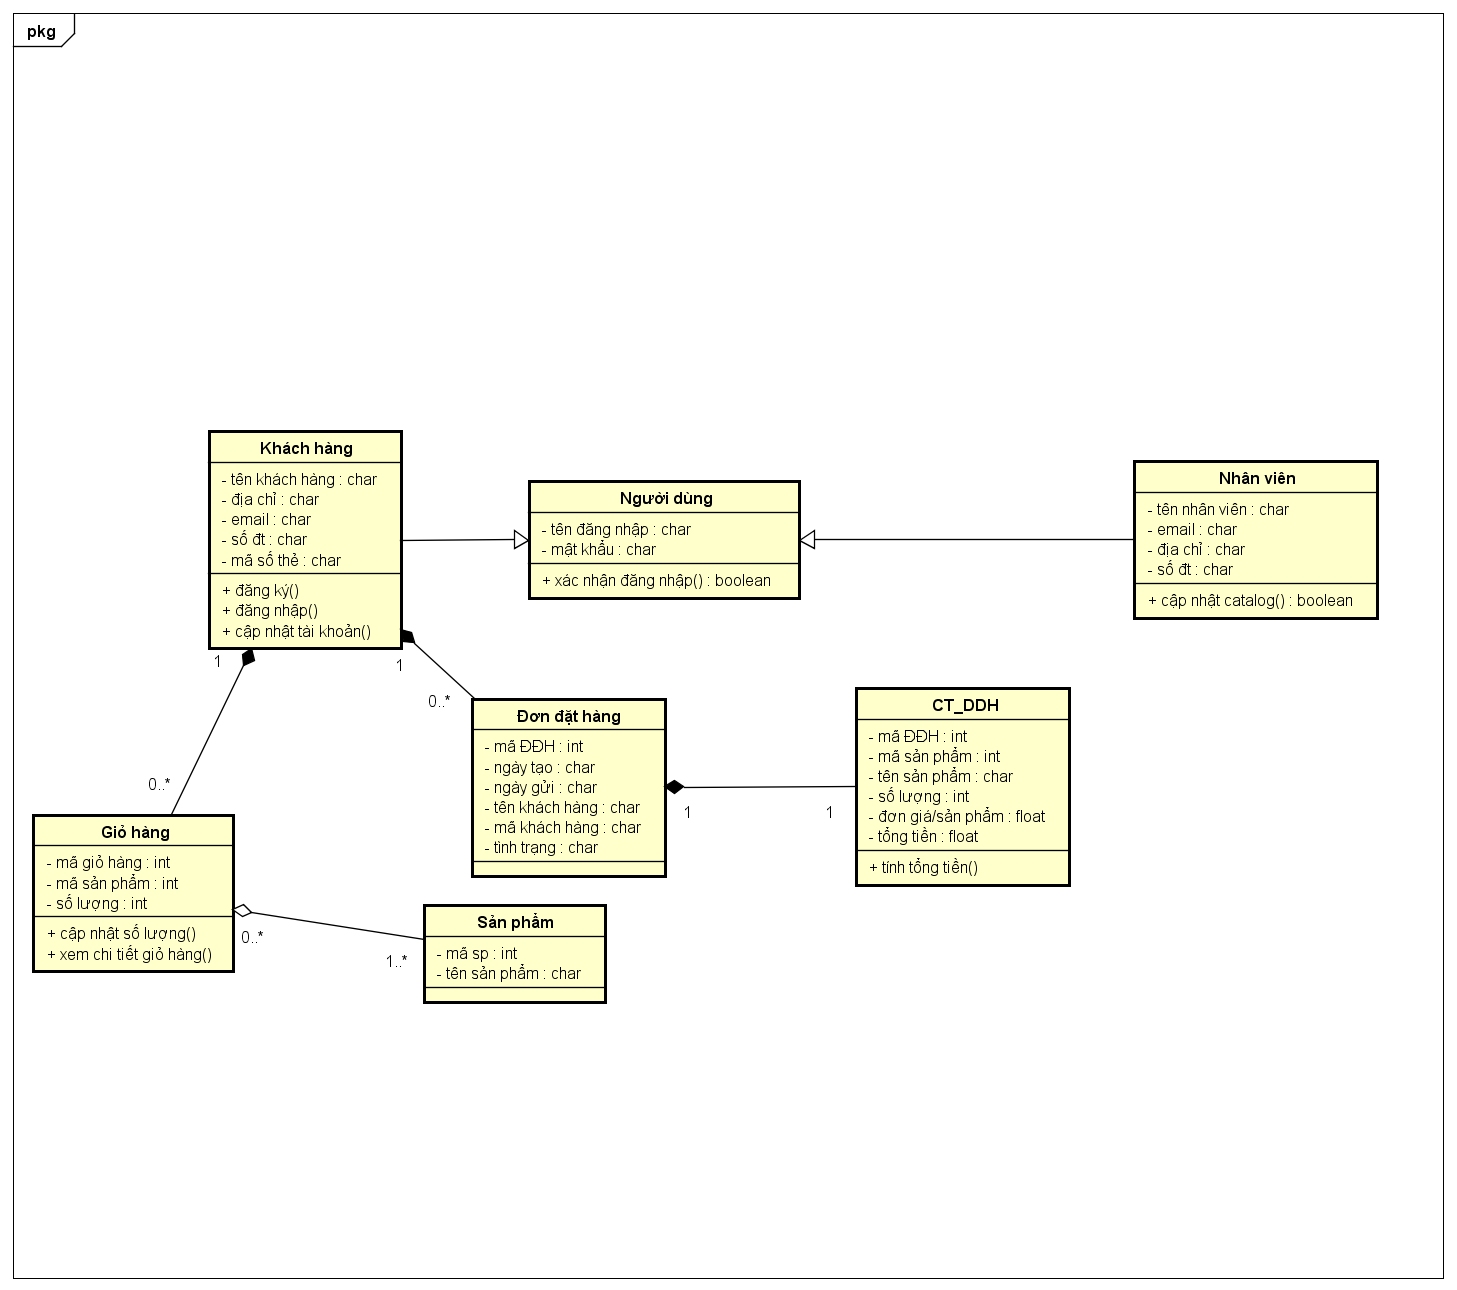 pkg
Khách hàng
- tên khách hàng : char
- địa chỉ : char
- email : char
- số đt : char
- mã số thẻ : char
+ đăng ký()
+ đăng nhập()
+ cập nhật tài khoản()
Người dùng
- tên đăng nhập : char
- mật khẩu : char
+ xác nhận đăng nhập() : boolean
Nhân viên
- tên nhân viên : char
- email : char
- địa chỉ : char
- số đt : char
+ cập nhật catalog() : boolean
1
1
0..*
0..*
Đơn đặt hàng
- mã ĐĐH : int
- ngày tạo : char
- ngày gửi : char
- tên khách hàng : char
- mã khách hàng : char
- tình trạng : char
1
1
CT_DDH
- mã ĐĐH : int
- mã sản phẩm : int
- tên sản phẩm : char
- số lượng : int
- đơn giá/sản phẩm : float
- tổng tiền : float
+ tính tổng tiền()
Giỏ hàng
- mã giỏ hàng : int
- mã sản phẩm : int
- số lượng : int
+ cập nhật số lượng()
+ xem chi tiết giỏ hàng()
0..*
1..*
Sản phẩm
- mã sp : int
- tên sản phẩm : char